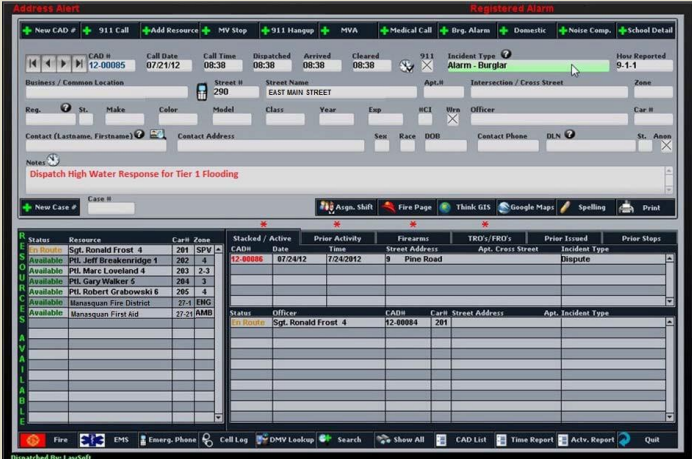 Address Alert Registered Alarm
New CAD # 911 Call Add Resource MV Stop 911 Hangup MVA Medical Call Brg. Alarm Domestic Noise Comp. School Detail
CAD # Call Date Call Time Dispatched Arrived Cleared 911 Incident Type How Reported
12-00085 07/21/12 08:38 08:38 08:38 08:38 Alarm - Burglar 9-1-1
Business / Common Location Street # Street Name Apt.# Intersection / Cross Street Zone
290 EAST MAIN STREET
Reg. St. Make Color Model Class Year Exp HCI Wrn Officer Car #
Contact (Lastname, Firstname) Contact Address Sex Race DOB Contact Phone DLN St. Anon
Notes
Dispatch High Water Response for Tier 1 Flooding
Case #
New Case # Asgn. Shift Fire Page Think GIS Google Maps Spelling Print
* * * *
RESOURCES AVAILABLE
Status Resource Car# Zone
En Route Sgt. Ronald Frost 4 201 SPV
Available Ptl. Jeff Breakenridge 1 202 4
Available Ptl. Marc Loveland 4 203 2-3
Available Ptl. Gary Walker 5 204 3
Available Ptl. Robert Grabowski 6 205 4
Available Manasquan Fire District 27-1 ENG
Available Manasquan First Aid 27-21 AMB
Stacked / Active Prior Activity Firearms TRO's/FRO's Prior Issued Prior Stops
CAD# Date Time Street Address Apt. Cross Street Incident Type
12-00086 07/24/12 7/24/2012 9 Pine Road Dispute
Status Officer CAD# Car# Street Address Apt. Incident Type
En Route Sgt. Ronald Frost 4 12-00084 201
Fire EMS Emerg. Phone Cell Log DMV Lookup Search Show All CAD List Time Report Actv. Report Quit
Dispatched By: LawSoft